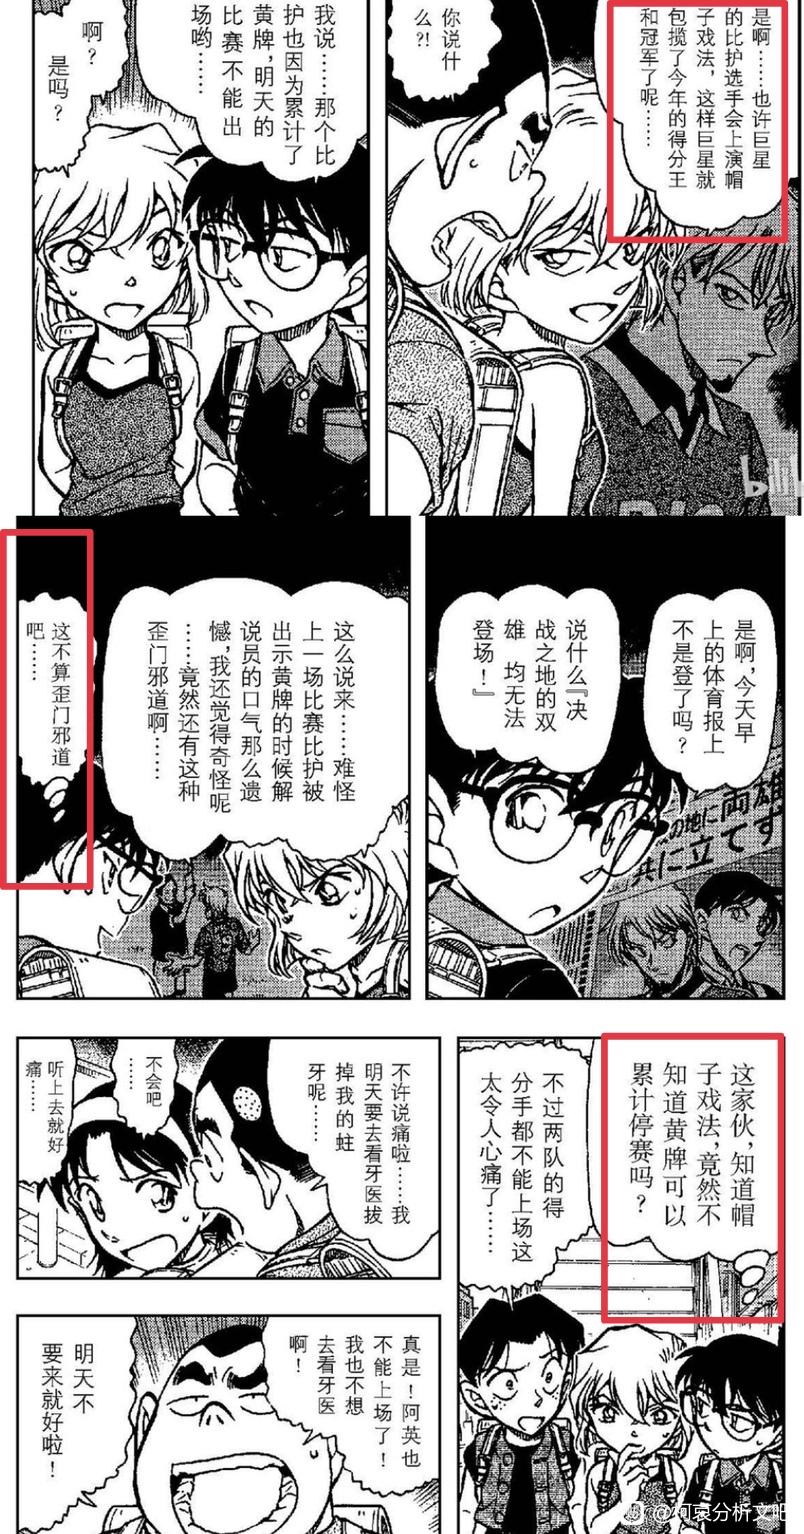 是啊……也许巨星
的比护选手会上演帽
子戏法，这样巨星就
包揽了今年的得分王
和冠军了呢……
你说什
么?!
我说……那个比
护也因为累计了
黄牌，明天的
比赛不能出
场哟……
啊？
是吗？
是啊，今天早
上的体育报上
不是登了吗？
说什么『决
战之地的双
雄 均无法
登场！』
の地に両雄
共に立てず
这么说来……难怪
上一场比赛比护被
出示黄牌的时候解
说员的口气那么遗
憾，我还觉得奇怪呢
……竟然还有这种
歪门邪道啊……
这不算歪门邪道
吧……
这家伙，知道帽
子戏法，竟然不
知道黄牌可以
累计停赛吗？
不过两队的得
分手都不能上场这
太令人心痛了……
不许说痛啦……我
明天要去看牙医拔
掉我的蛀
牙呢……
不会吧
……
听上去就好
痛……
真是！阿英也
不能上场了！
我也不想
去看牙医
啊！
明天不
要来就好啦！
@柯哀分析文吧